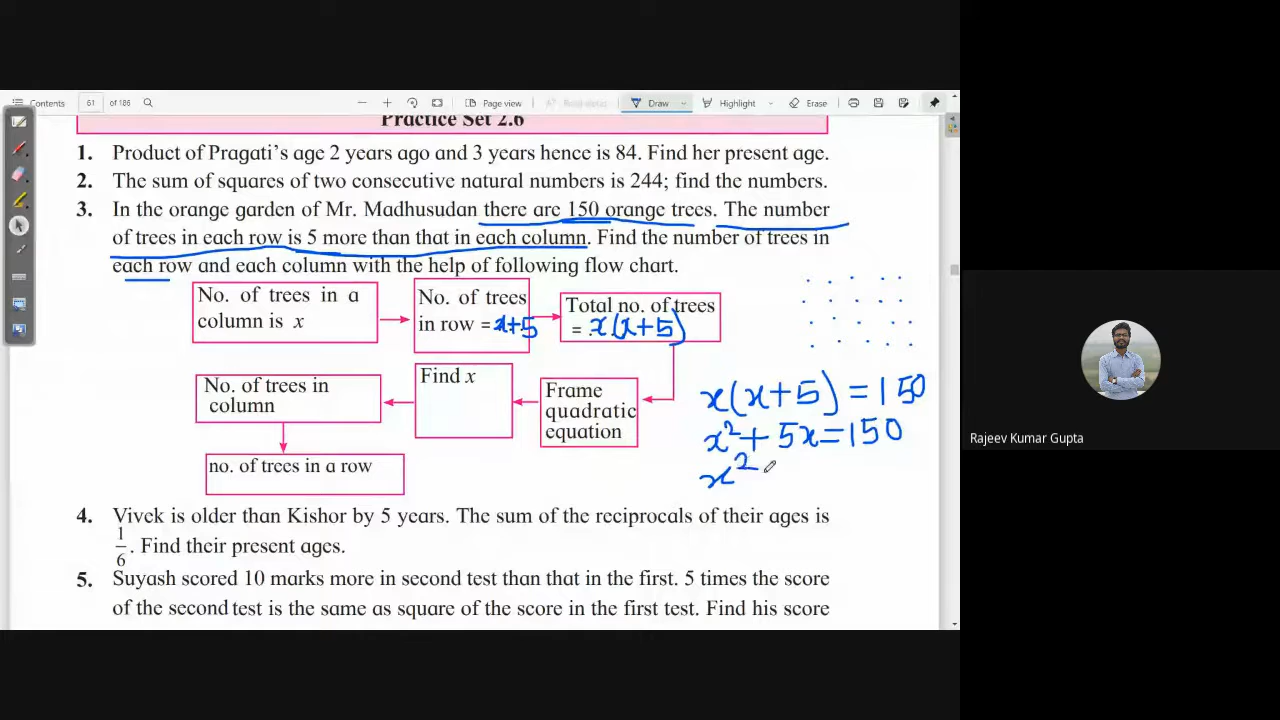 Contents 61 of 186 Page view Read aloud Draw Highlight Erase
Practice Set 2.6
1. Product of Pragati's age 2 years ago and 3 years hence is 84. Find her present age.
2. The sum of squares of two consecutive natural numbers is 244; find the numbers.
3. In the orange garden of Mr. Madhusudan there are 150 orange trees. The number
of trees in each row is 5 more than that in each column. Find the number of trees in
each row and each column with the help of following flow chart.
No. of trees in a
column is x
No. of trees
in row = x+5
Total no. of trees
= x(x+5)
No. of trees in
column
Find x
Frame
quadratic
equation
no. of trees in a row
x(x+5) = 150
x² + 5x = 150
x²
4. Vivek is older than Kishor by 5 years. The sum of the reciprocals of their ages is
1/6. Find their present ages.
5. Suyash scored 10 marks more in second test than that in the first. 5 times the score
of the second test is the same as square of the score in the first test. Find his score
Rajeev Kumar Gupta